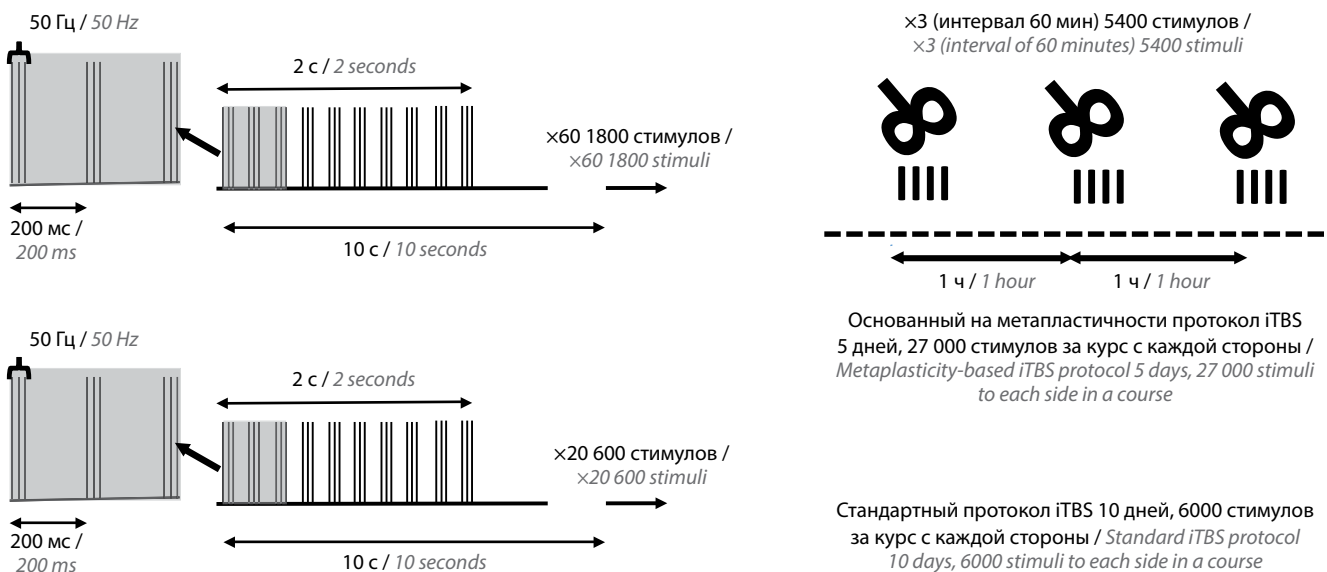 50 Гц / 50 Hz
2 с / 2 seconds
×60 1800 стимулов /
×60 1800 stimuli
200 мс /
200 ms
10 с / 10 seconds
×3 (интервал 60 мин) 5400 стимулов /
×3 (interval of 60 minutes) 5400 stimuli
1 ч / 1 hour
1 ч / 1 hour
Основанный на метапластичности протокол iTBS
5 дней, 27 000 стимулов за курс с каждой стороны /
Metaplasticity-based iTBS protocol 5 days, 27 000 stimuli
to each side in a course
50 Гц / 50 Hz
2 с / 2 seconds
×20 600 стимулов /
×20 600 stimuli
200 мс /
200 ms
10 с / 10 seconds
Стандартный протокол iTBS 10 дней, 6000 стимулов
за курс с каждой стороны / Standard iTBS protocol
10 days, 6000 stimuli to each side in a course